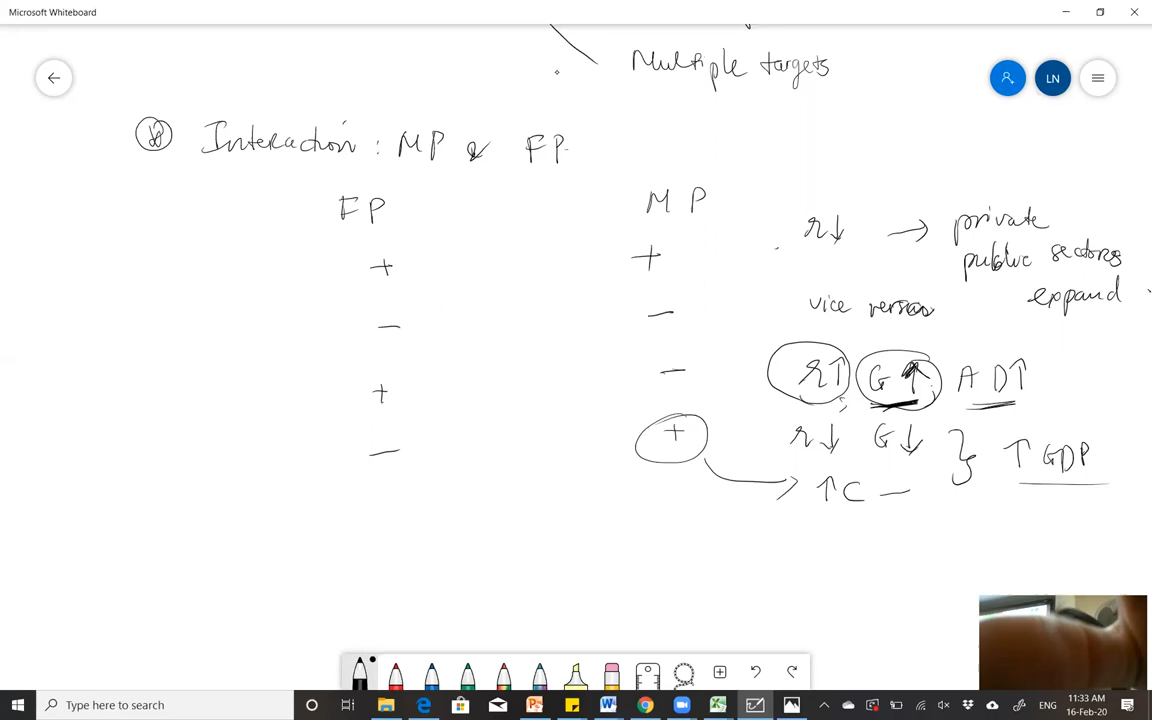 Microsoft Whiteboard
Multiple targets
LN
Interaction : MP & FP
FP MP
+ + r↓ → private
public sectors
expand
− − vice versa
+ − r↑ G↑ AD↑
− + r↓ G↓ } ↑ GDP
↑ C —
Type here to search
ENG
11:33 AM
16-Feb-20